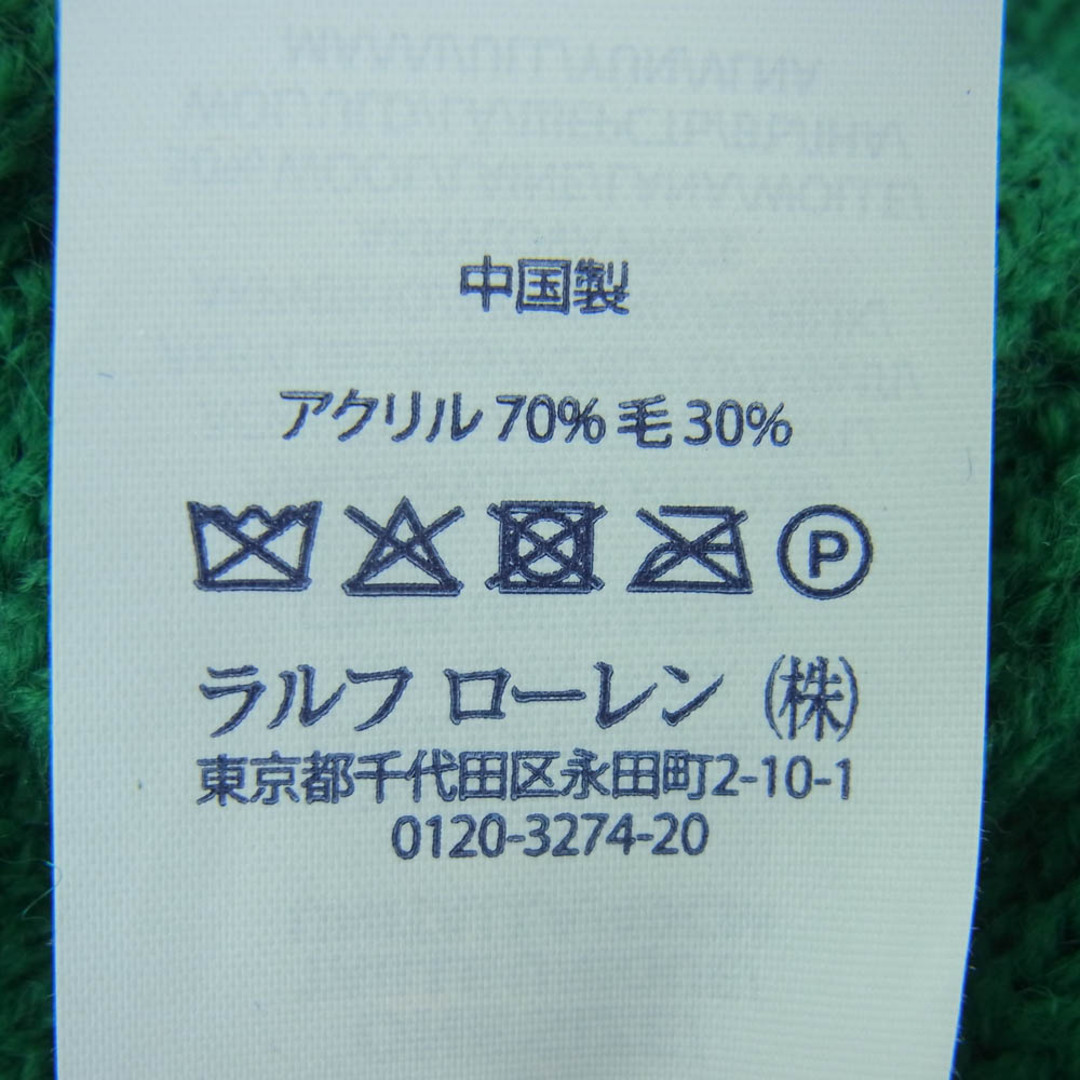 中国製
アクリル 70% 毛 30%
P
ラルフ ローレン (株)
東京都千代田区永田町2-10-1
0120-3274-20